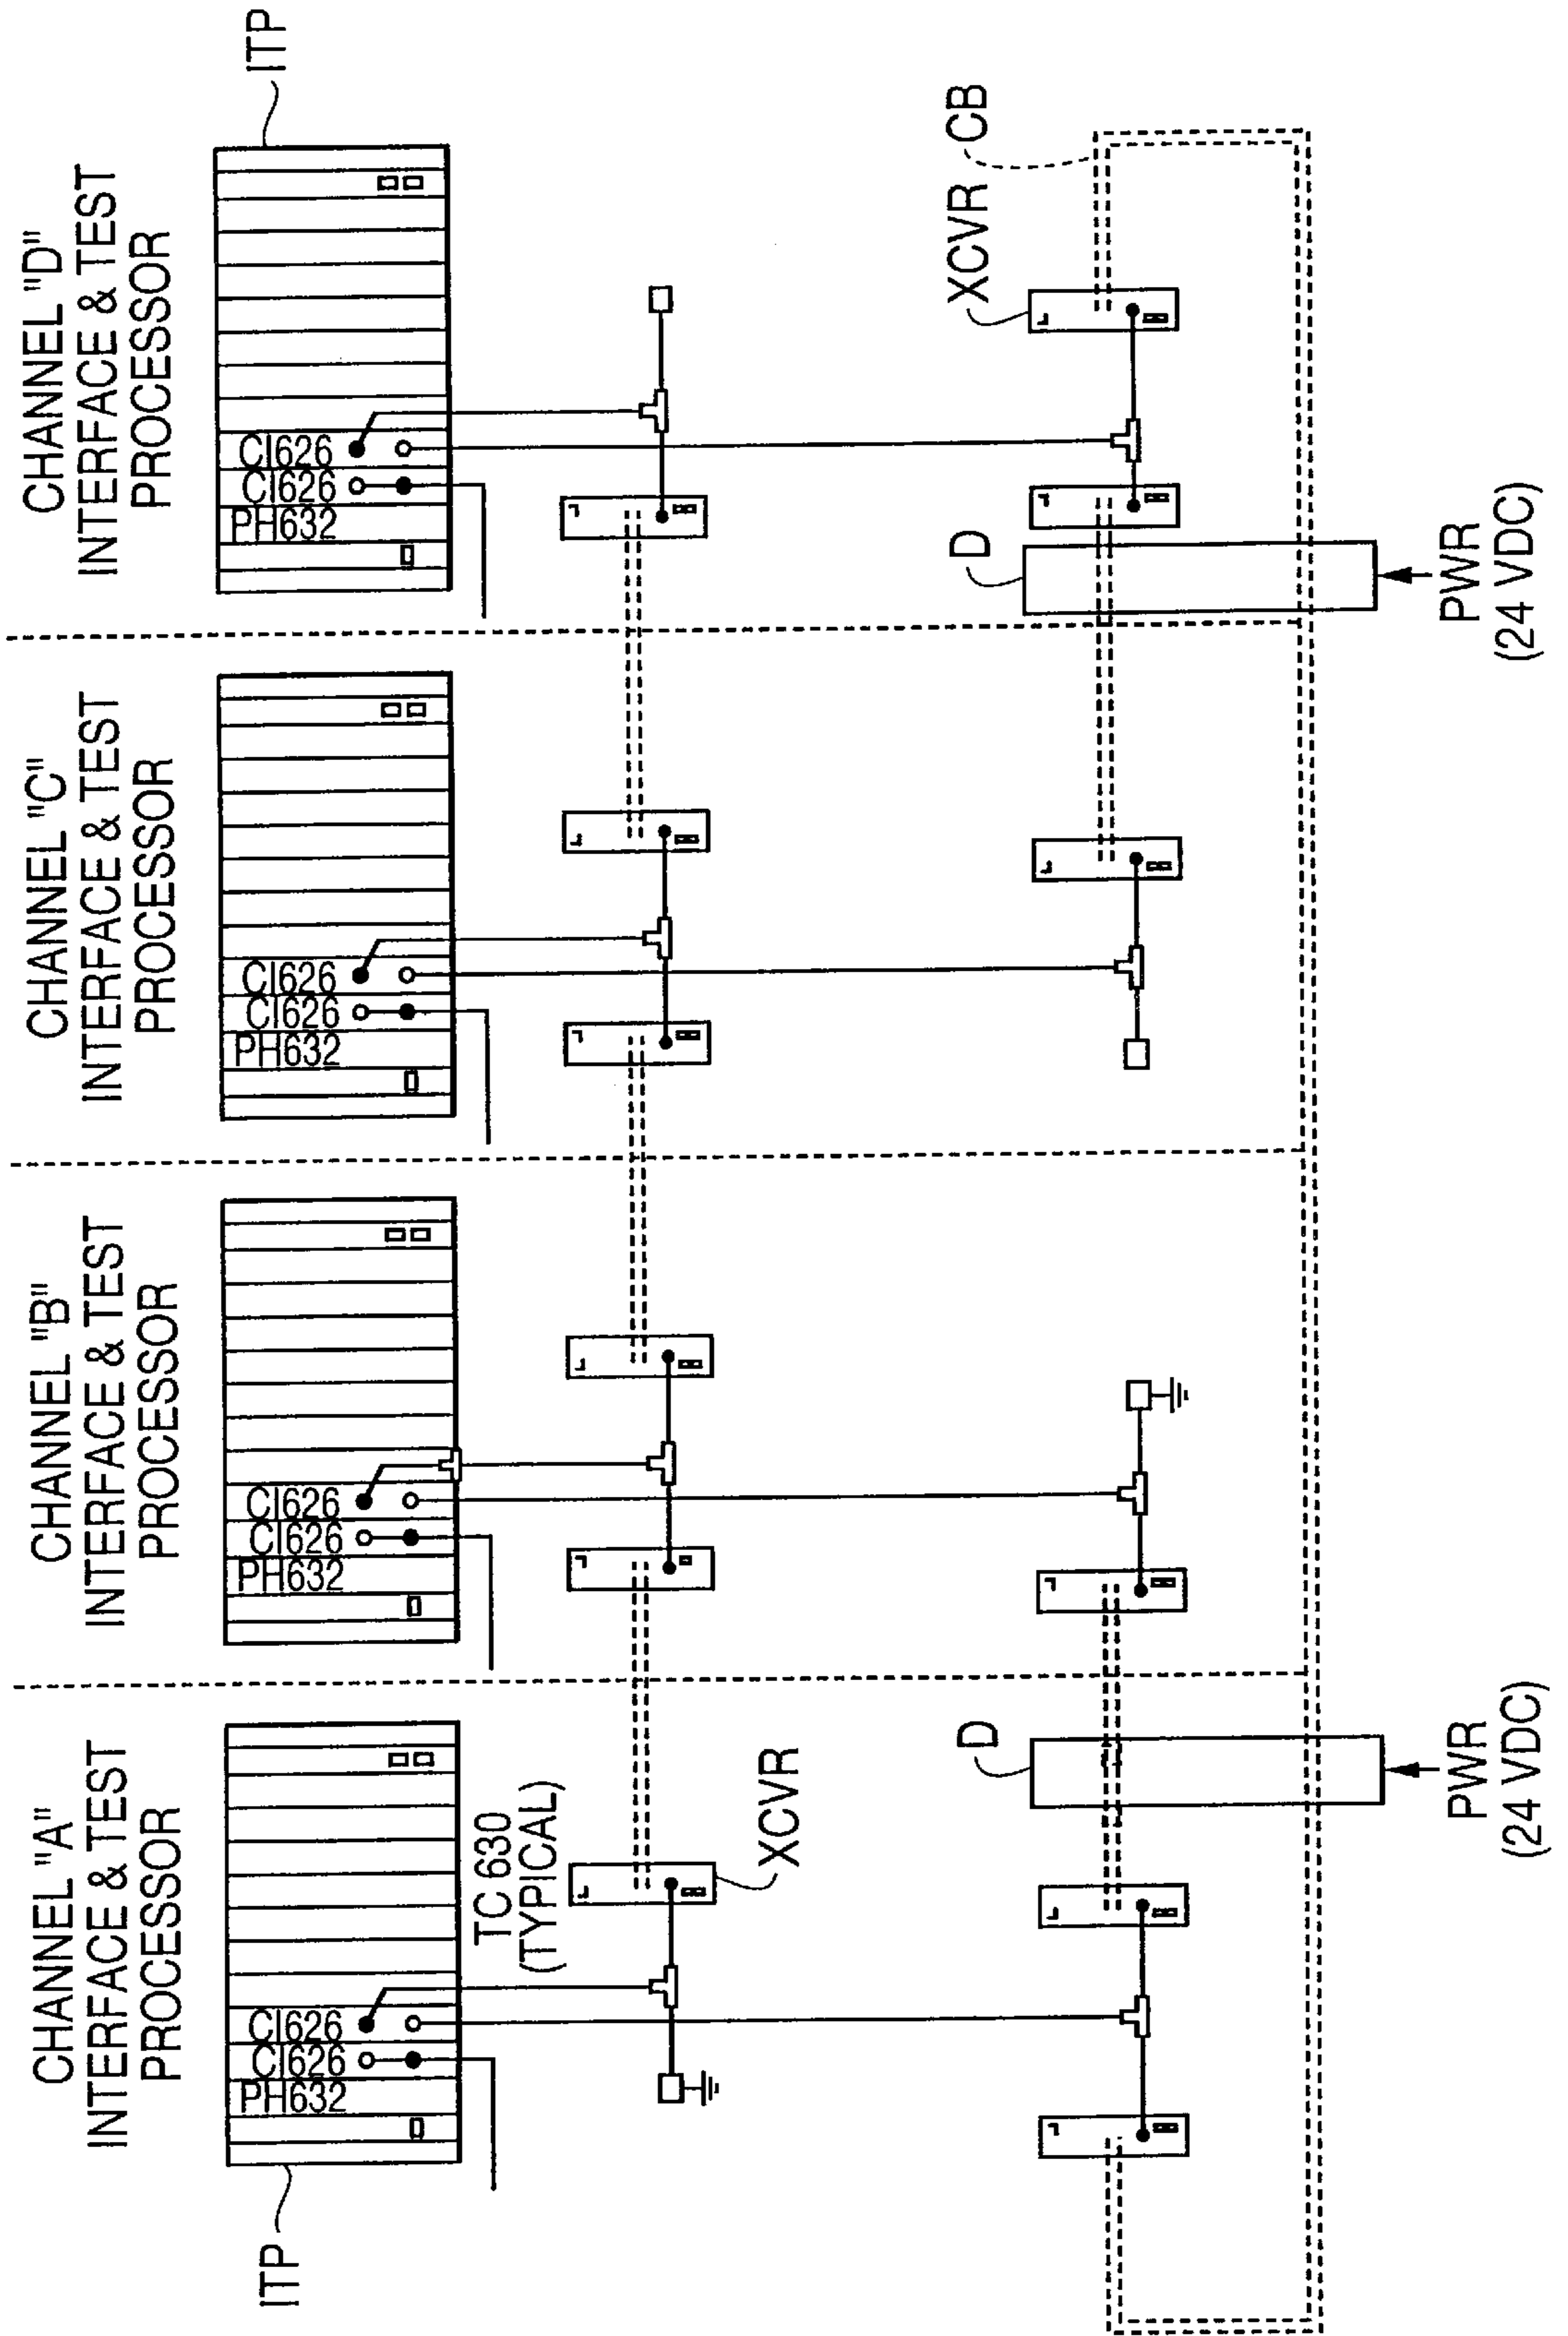 CHANNEL "A"
INTERFACE & TEST
PROCESSOR
CHANNEL "B"
INTERFACE & TEST
PROCESSOR
CHANNEL "C"
INTERFACE & TEST
PROCESSOR
CHANNEL "D"
INTERFACE & TEST
PROCESSOR
ITP
PH632
CI626
CI626
PH632
CI626
CI626
PH632
CI626
CI626
PH632
CI626
CI626
ITP
TC 630
(TYPICAL)
XCVR
D
D
XCVR
CB
PWR
(24 VDC)
PWR
(24 VDC)